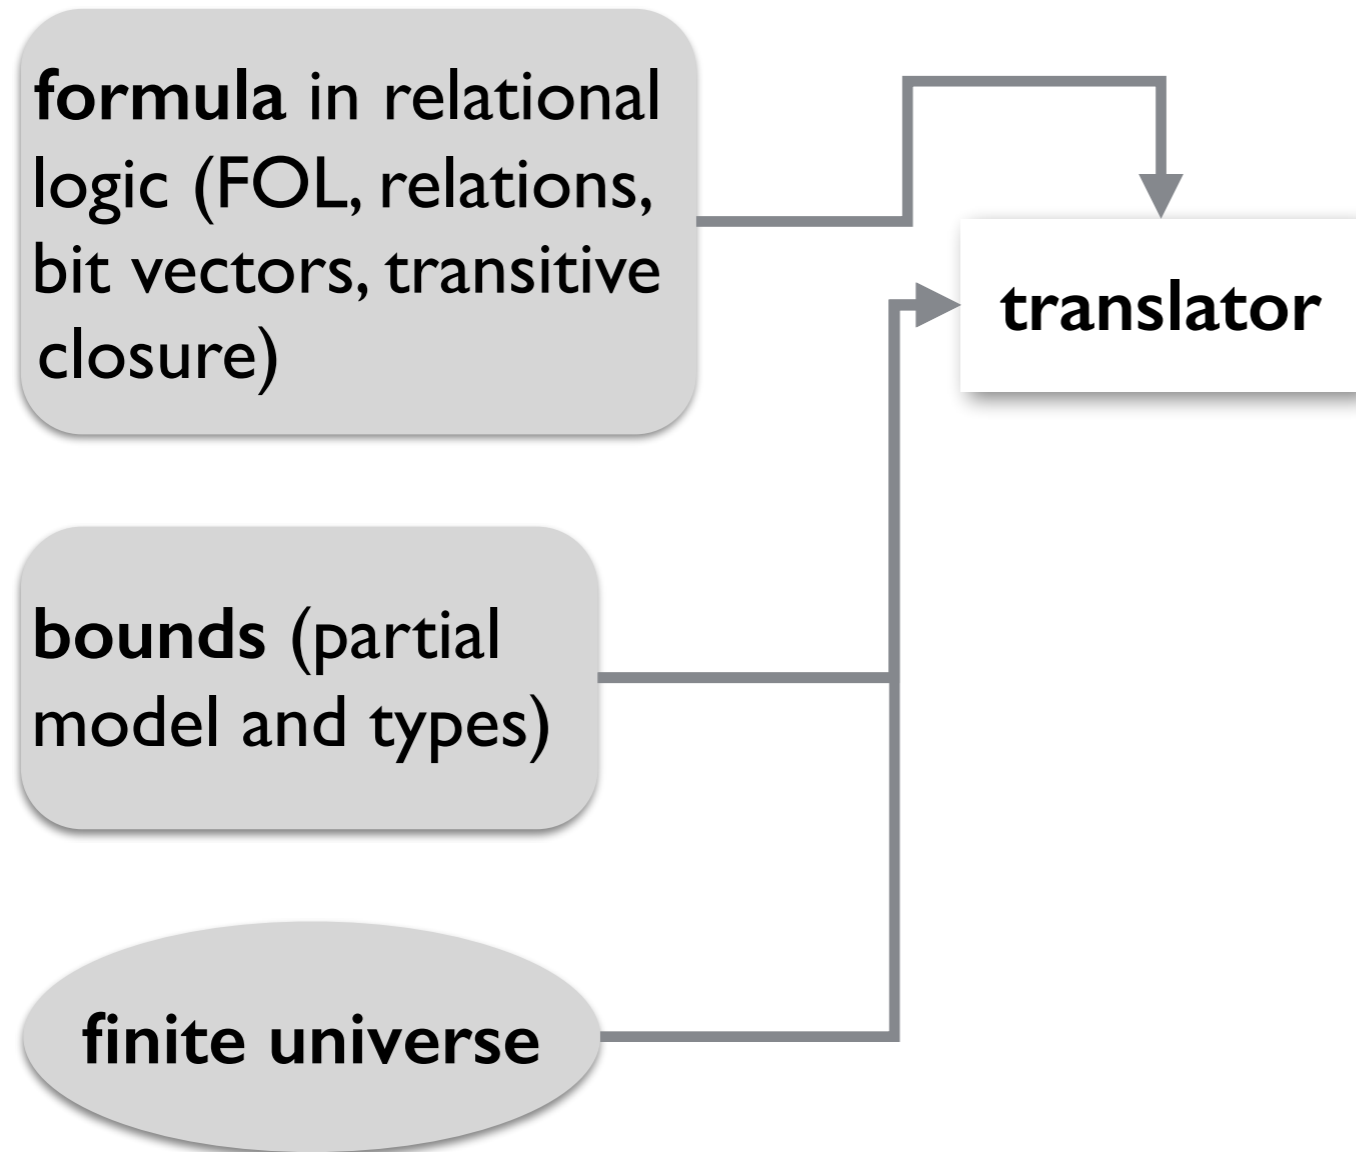 formula in relational
logic (FOL, relations,
bit vectors, transitive
closure)
translator
bounds (partial
model and types)
finite universe